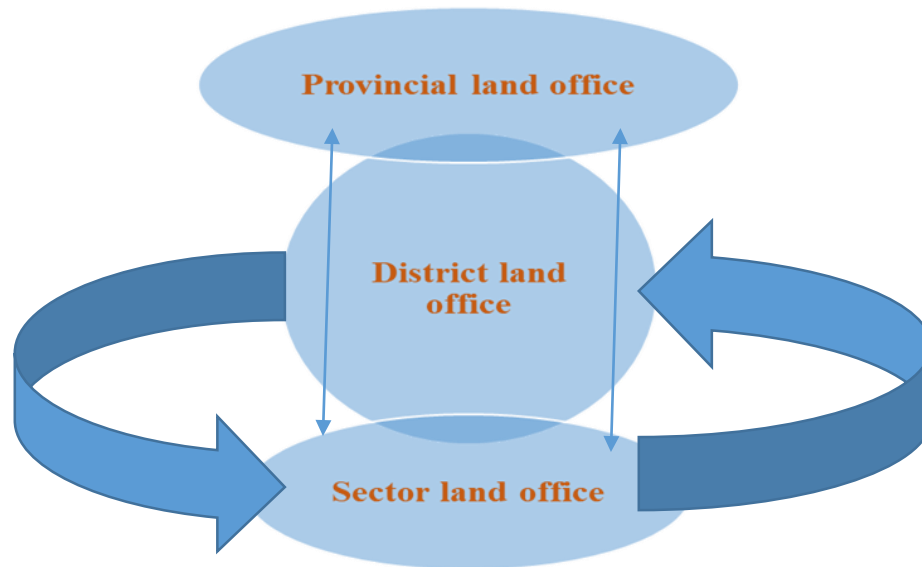 Provincial land office
District land
office
Sector land office